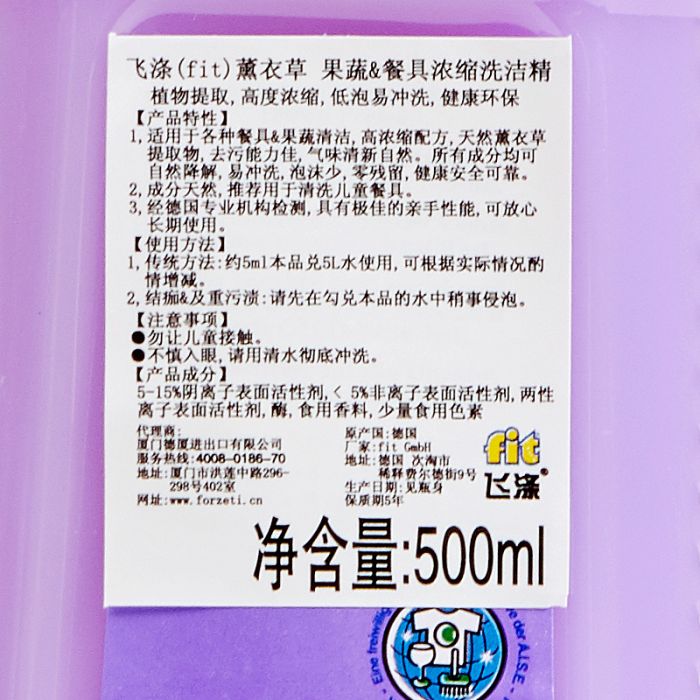 飞涤(fit)薰衣草 果蔬&餐具浓缩洗洁精
植物提取,高度浓缩,低泡易冲洗,健康环保
【产品特性】
1,适用于各种餐具&果蔬清洁,高浓缩配方,天然薰衣草
提取物,去污能力佳,气味清新自然。所有成分均可
自然降解,易冲洗,泡沫少,零残留,健康安全可靠。
2,成分天然,推荐用于清洗儿童餐具。
3,经德国专业机构检测,具有极佳的亲手性能,可放心
长期使用。
【使用方法】
1,传统方法:约5ml本品兑5L水使用,可根据实际情况酌
情增减。
2,结痂&及重污渍:请先在勾兑本品的水中稍事侵泡。
【注意事项】
●勿让儿童接触。
●不慎入眼,请用清水彻底冲洗。
【产品成分】
5-15%阴离子表面活性剂,< 5%非离子表面活性剂,两性
离子表面活性剂,酶,食用香料,少量食用色素
代理商:
厦门德厦进出口有限公司
服务热线:4008-0186-70
地址:厦门市洪莲中路296-
298号402室
网址:www.forzeti.cn
原产国:德国
厂家:fit GmbH
地址:德国 次淘市
稀释费尔德街9号
生产日期:见瓶身
保质期5年
fit
飞涤®
净含量:500ml
Eine freiwillig
e der A.I.S.E.